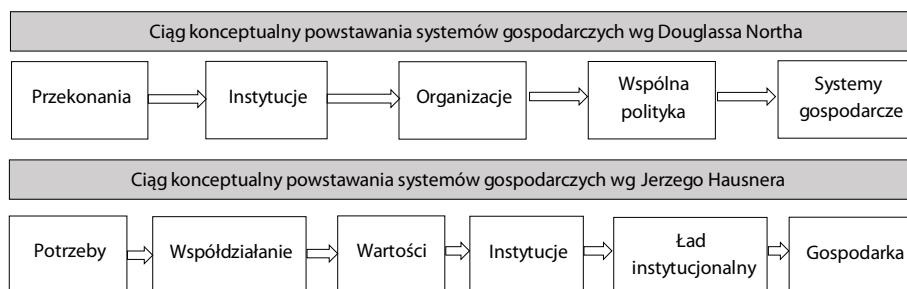 Ciąg konceptualny powstawania systemów gospodarczych wg Douglassa Northa
Przekonania
Instytucje
Organizacje
Wspólna
polityka
Systemy
gospodarcze
Ciąg konceptualny powstawania systemów gospodarczych wg Jerzego Hausnera
Potrzeby
Współdziałanie
Wartości
Instytucje
Ład
instytucjonalny
Gospodarka